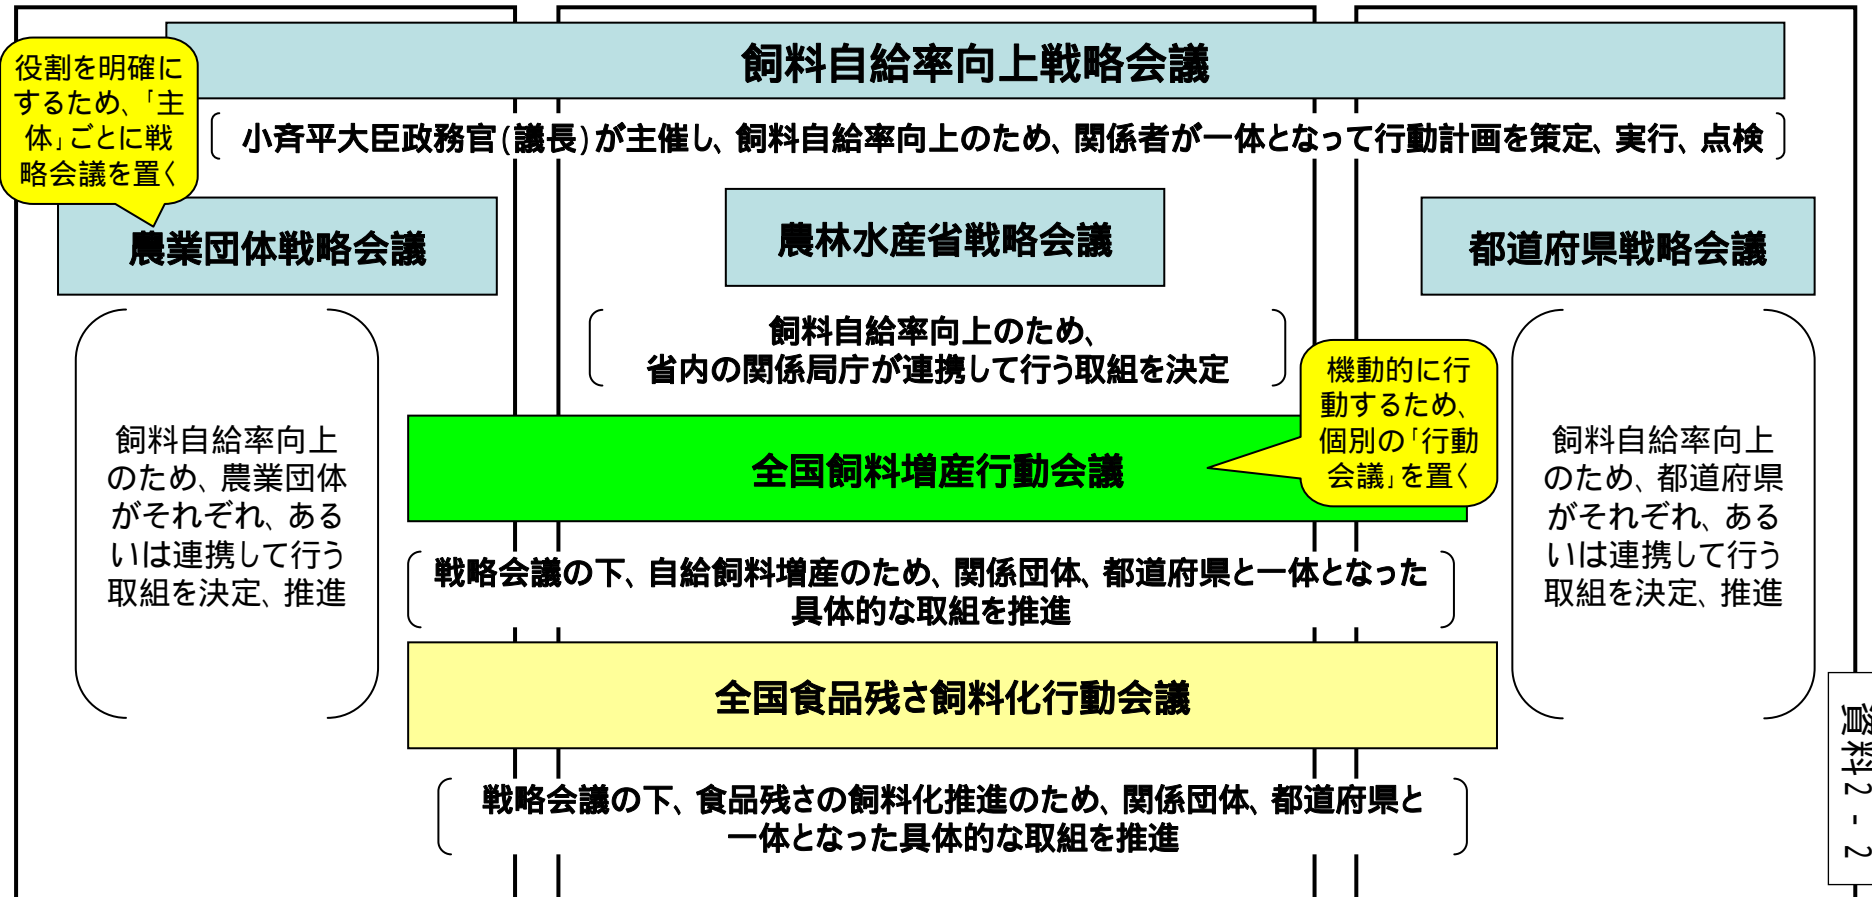 飼料自給率向上戦略会議
役割を明確に
するため、「主
体」ごとに戦
略会議を置く
小斉平大臣政務官(議長)が主催し、飼料自給率向上のため、関係者が一体となって行動計画を策定、実行、点検
農業団体戦略会議
農林水産省戦略会議
都道府県戦略会議
飼料自給率向上のため、
省内の関係局庁が連携して行う取組を決定
機動的に行
動するため、
個別の「行動
会議」を置く
飼料自給率向上
のため、農業団体
がそれぞれ、ある
いは連携して行う
取組を決定、推進
全国飼料増産行動会議
飼料自給率向上
のため、都道府県
がそれぞれ、ある
いは連携して行う
取組を決定、推進
戦略会議の下、自給飼料増産のため、関係団体、都道府県と一体となった
具体的な取組を推進
全国食品残さ飼料化行動会議
戦略会議の下、食品残さの飼料化推進のため、関係団体、都道府県と
一体となった具体的な取組を推進
資料2-2